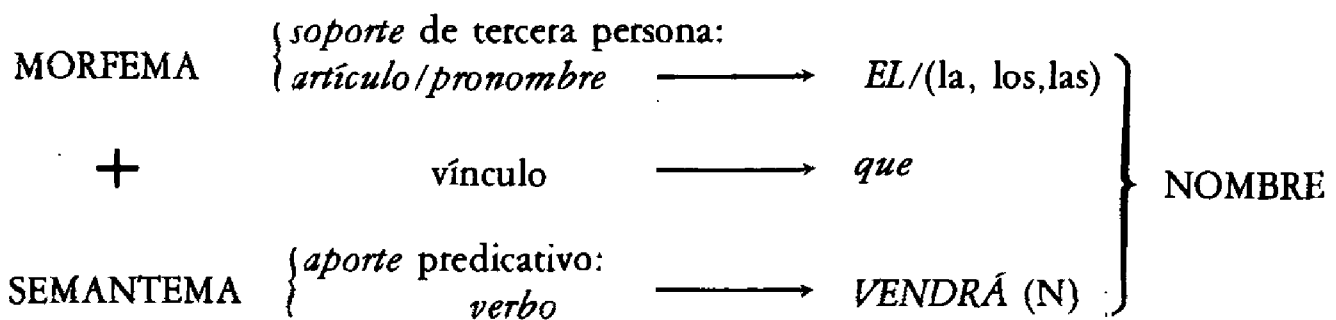 soporte de tercera persona:
MORFEMA artículo/pronombre ⟶ EL/(la, los,las)
+ vínculo ⟶ que NOMBRE
aporte predicativo:
SEMANTEMA verbo ⟶ VENDRÁ (N)